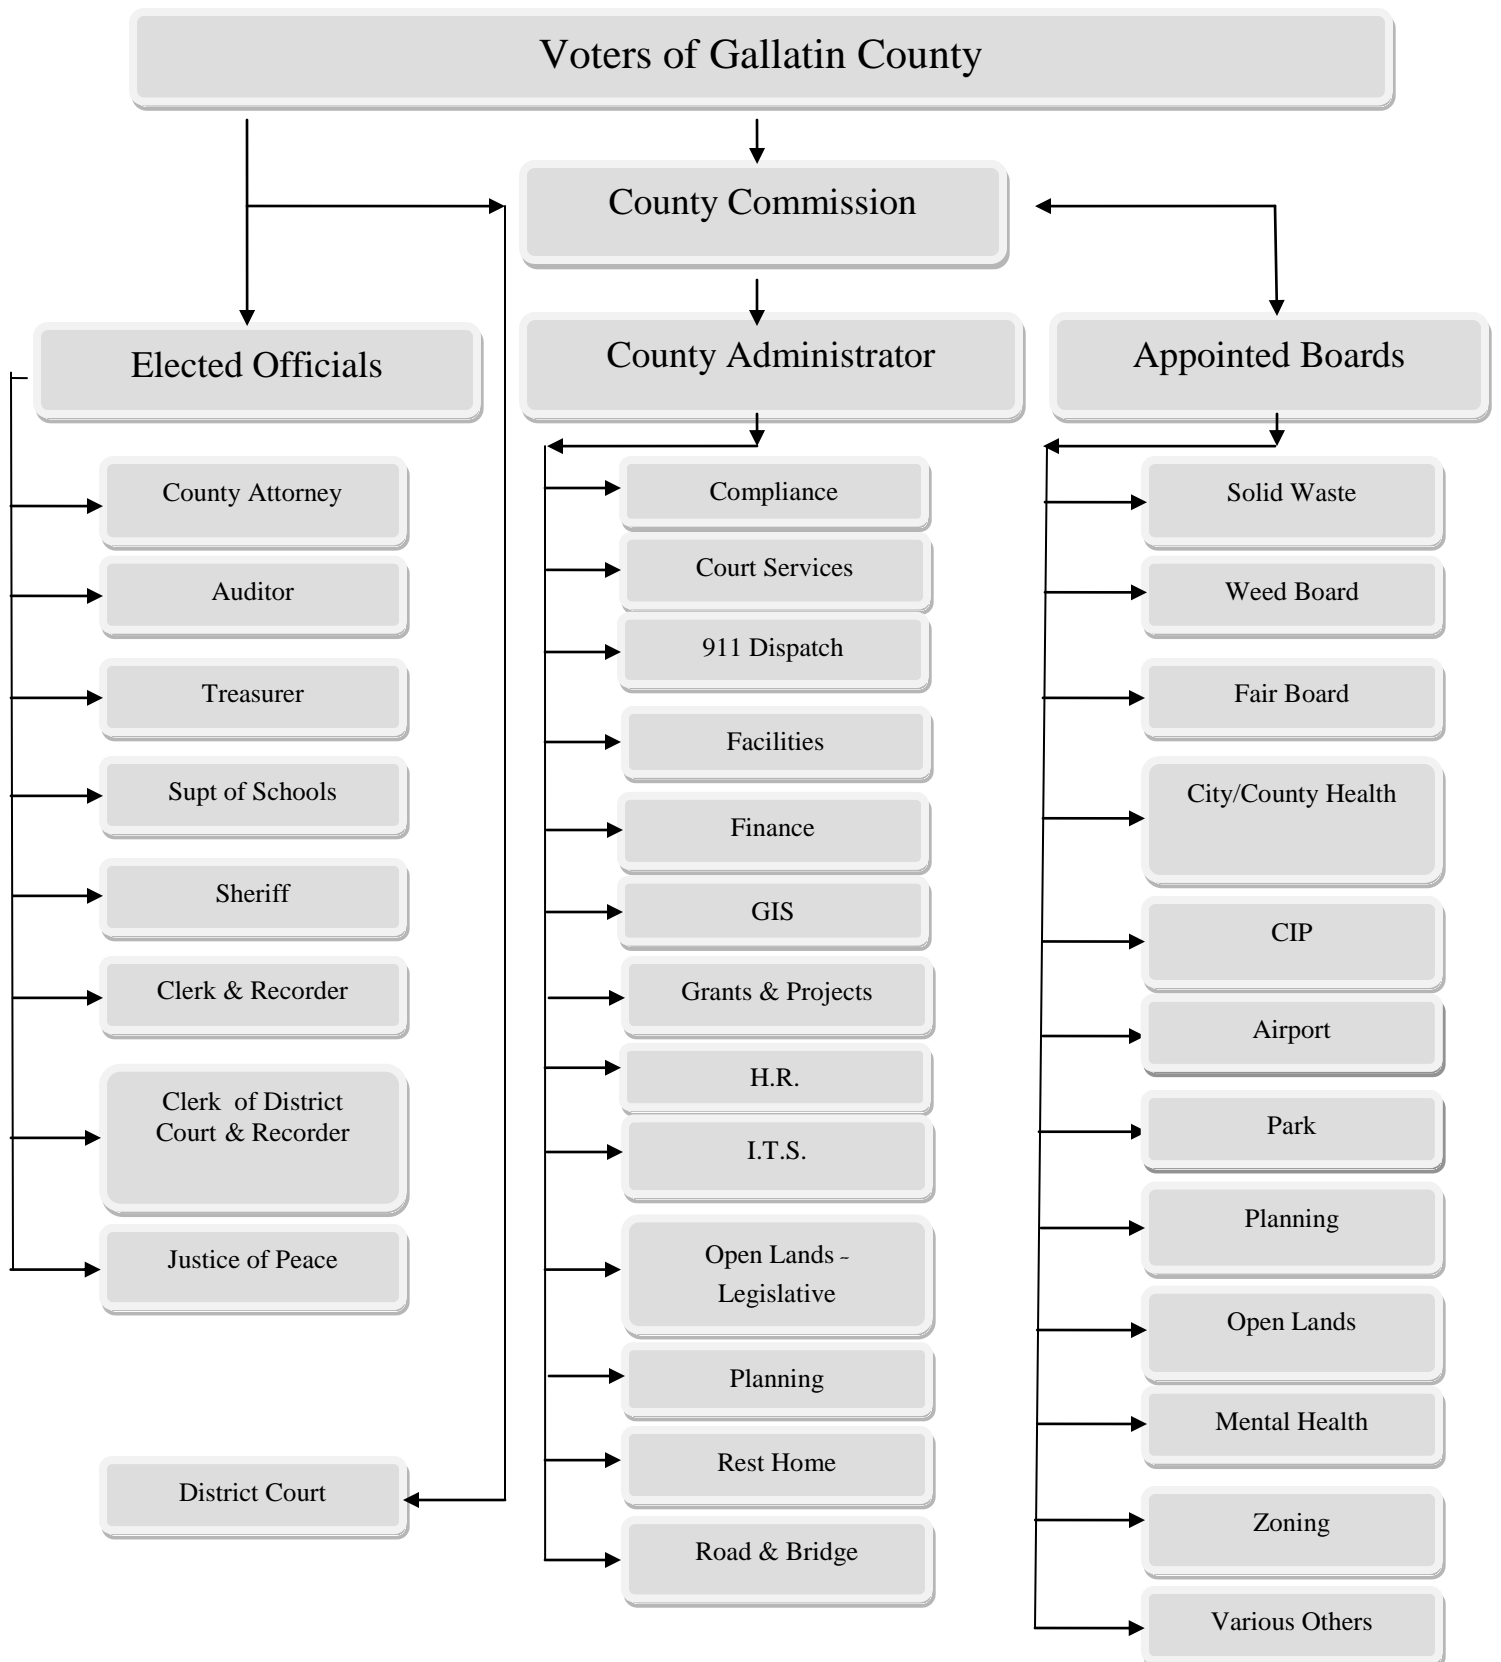 Voters of Gallatin County
County Commission
Elected Officials
County Administrator
Appointed Boards
County Attorney
Auditor
Treasurer
Supt of Schools
Sheriff
Clerk & Recorder
Clerk of District
Court & Recorder
Justice of Peace
District Court
Compliance
Court Services
911 Dispatch
Facilities
Finance
GIS
Grants & Projects
H.R.
I.T.S.
Open Lands -
Legislative
Planning
Rest Home
Road & Bridge
Solid Waste
Weed Board
Fair Board
City/County Health
CIP
Airport
Park
Planning
Open Lands
Mental Health
Zoning
Various Others